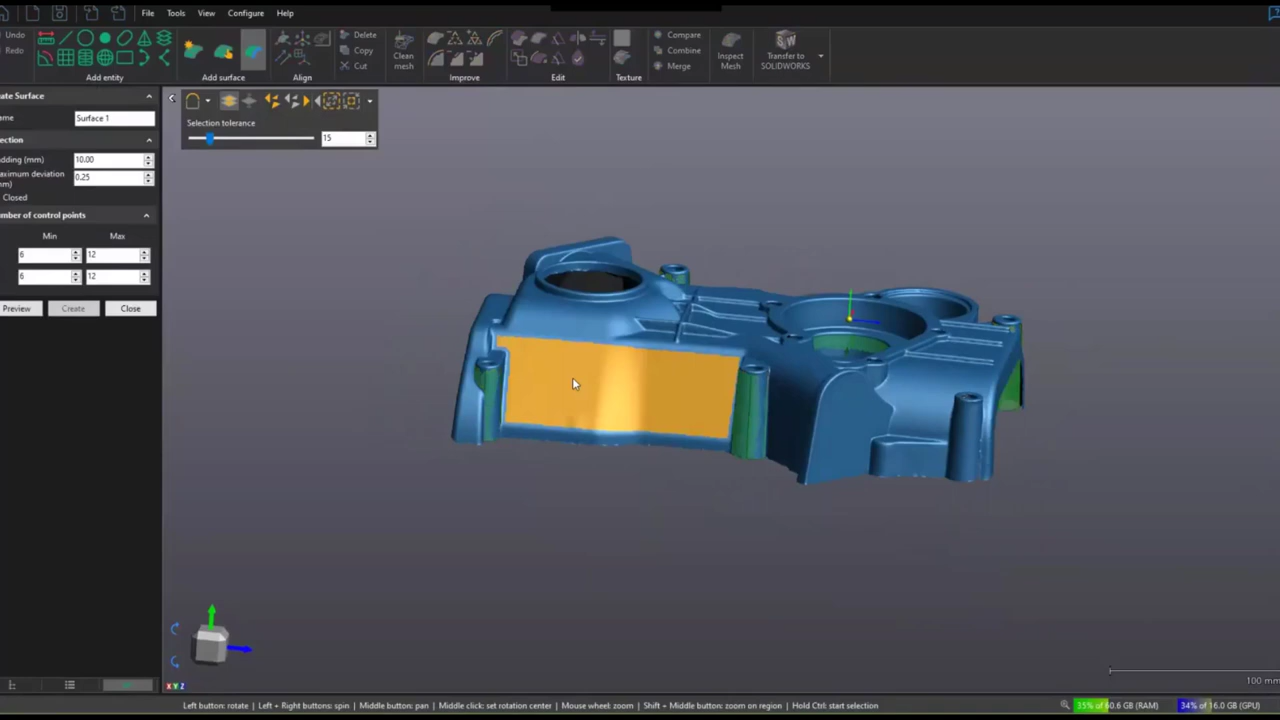 File Tools View Configure Help
Undo
Redo
Delete
Copy
Cut
Clean
mesh
Compare
Combine
Merge
Inspect
Mesh
Transfer to
SOLIDWORKS
Add entity
Add surface
Align
Improve
Edit
Texture
ate Surface
ame
Surface 1
ection
dding (mm)
10.00
aximum deviation
m)
0.25
Closed
mber of control points
Min Max
6 12
6 12
Preview Create Close
Selection tolerance
15
100 mm
X Y Z
Left button: rotate | Left + Right buttons: spin | Middle button: pan | Middle click: set rotation center | Mouse wheel: zoom | Shift + Middle button: zoom on region | Hold Ctrl: start selection
35% of 60.6 GB (RAM) 34% of 16.0 GB (GPU)